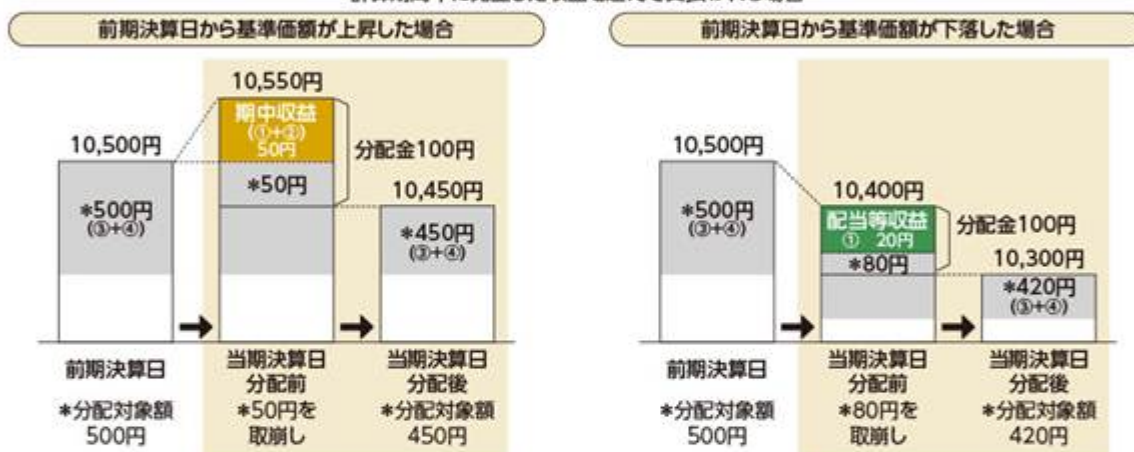 前期決算日から基準価額が上昇した場合
10,550円
期中収益
(①+②)
50円
10,500円
分配金100円
*50円
10,450円
*500円
(③+④)
*450円
(③+④)
前期決算日
当期決算日
分配前
当期決算日
分配後
*分配対象額
500円
*50円を
取崩し
*分配対象額
450円
前期決算日から基準価額が下落した場合
10,500円
10,400円
*500円
(③+④)
配当等収益
① 20円
分配金100円
*80円
10,300円
*420円
(③+④)
前期決算日
当期決算日
分配前
当期決算日
分配後
*分配対象額
500円
*80円を
取崩し
*分配対象額
420円